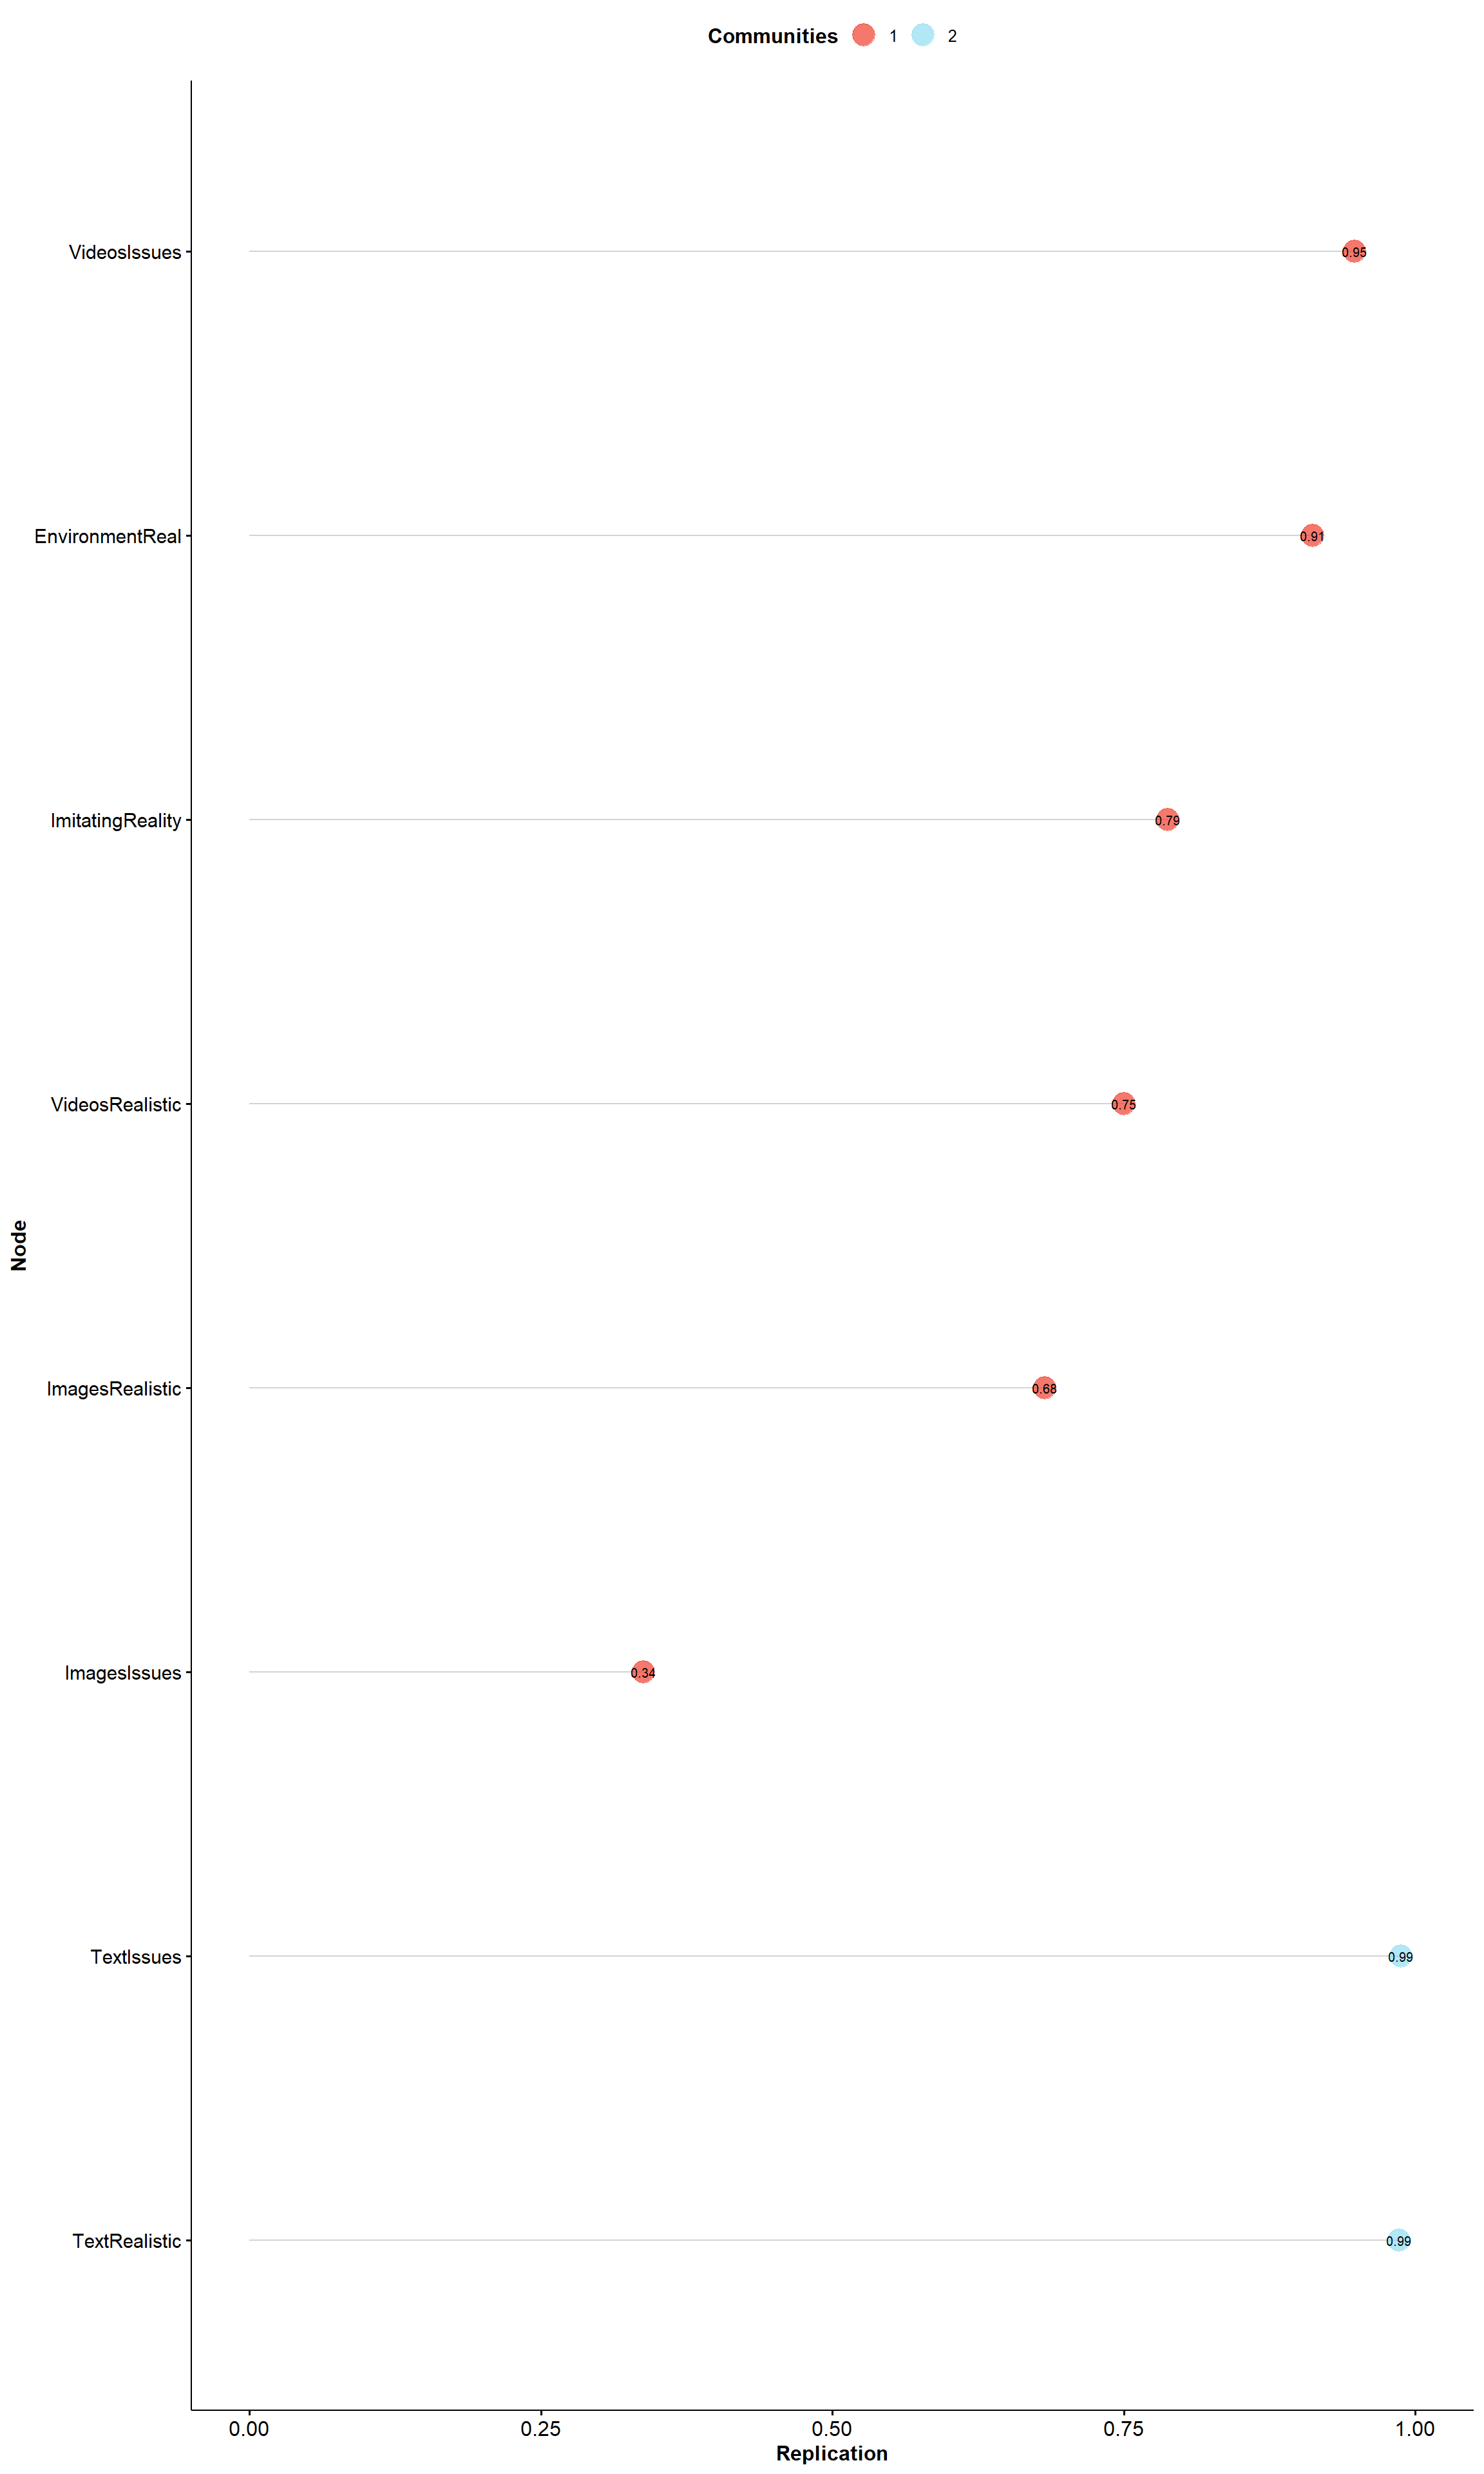 Communities 1 2
VideosIssues 0.95
EnvironmentReal 0.91
ImitatingReality 0.79
VideosRealistic 0.75
Node
ImagesRealistic 0.68
ImagesIssues 0.34
TextIssues 0.99
TextRealistic 0.99
0.00 0.25 0.50 0.75 1.00
Replication